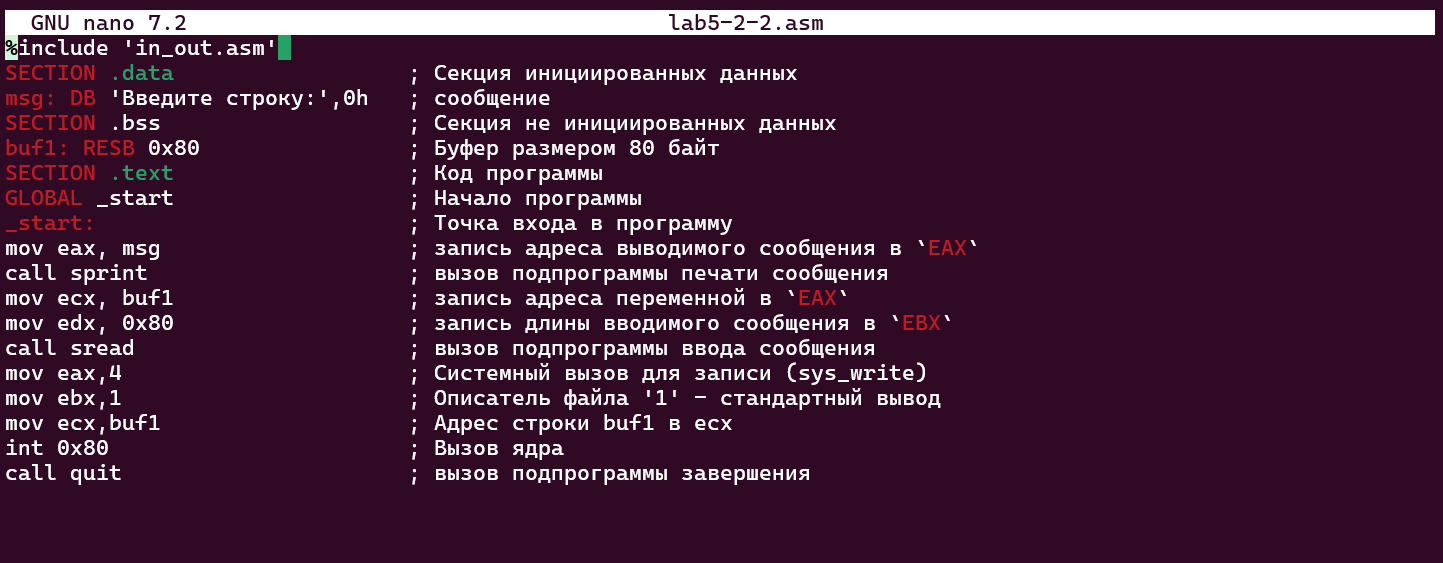 GNU nano 7.2 lab5-2-2.asm
%include 'in_out.asm'
SECTION .data ; Секция инициированных данных
msg: DB 'Введите строку:',0h ; сообщение
SECTION .bss ; Секция не инициированных данных
buf1: RESB 0x80 ; Буфер размером 80 байт
SECTION .text ; Код программы
GLOBAL _start ; Начало программы
_start: ; Точка входа в программу
mov eax, msg ; запись адреса выводимого сообщения в `EAX`
call sprint ; вызов подпрограммы печати сообщения
mov ecx, buf1 ; запись адреса переменной в `EAX`
mov edx, 0x80 ; запись длины вводимого сообщения в `EBX`
call sread ; вызов подпрограммы ввода сообщения
mov eax,4 ; Системный вызов для записи (sys_write)
mov ebx,1 ; Описатель файла '1' - стандартный вывод
mov ecx,buf1 ; Адрес строки buf1 в ecx
int 0x80 ; Вызов ядра
call quit ; вызов подпрограммы завершения